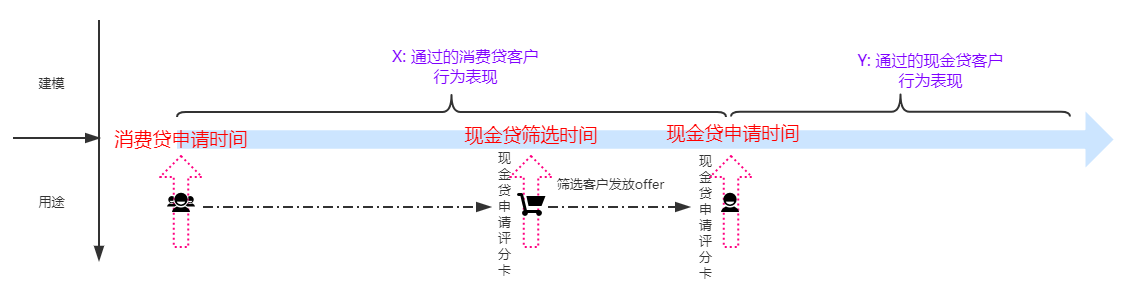 X: 通过的消费贷客户
行为表现
Y: 通过的现金贷客户
行为表现
建模
消费贷申请时间
现金贷筛选时间
现金贷申请时间
用途
现金贷申请评分卡
筛选客户发放offer
现金贷申请评分卡